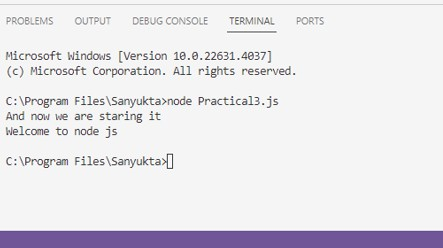 PROBLEMS OUTPUT DEBUG CONSOLE TERMINAL PORTS
Microsoft Windows [Version 10.0.22631.4037]
(c) Microsoft Corporation. All rights reserved.
C:\Program Files\Sanyukta>node Practical3.js
And now we are staring it
Welcome to node js
C:\Program Files\Sanyukta>